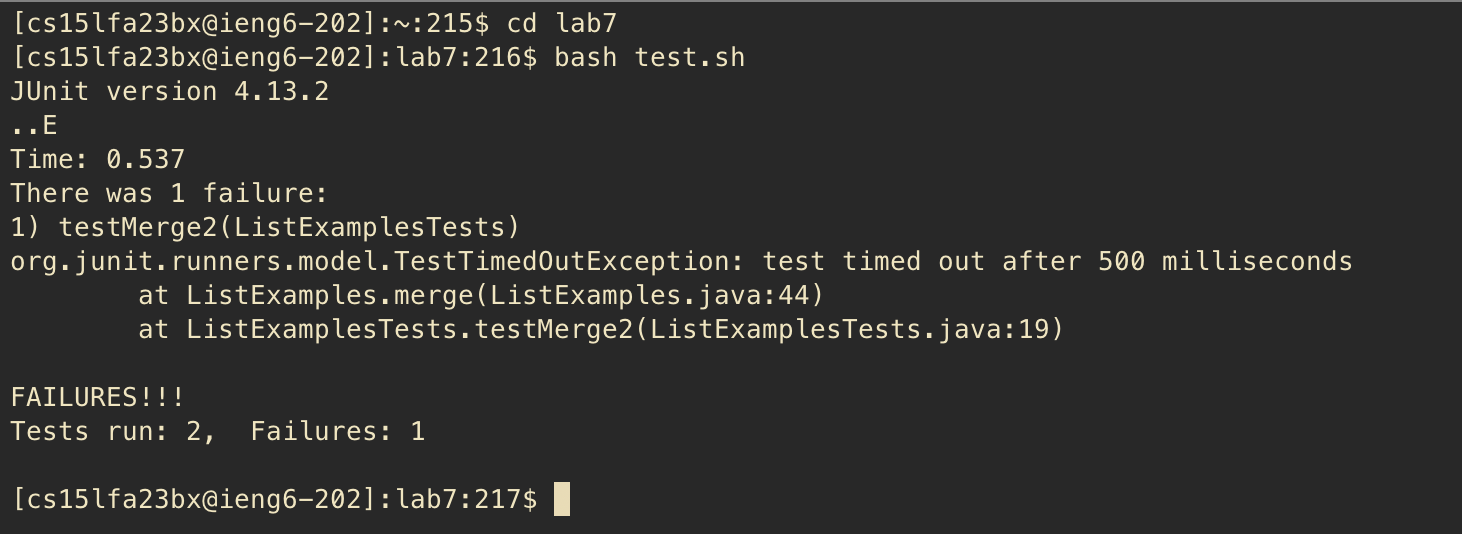 [cs15lfa23bx@ieng6-202]:~:215$ cd lab7
[cs15lfa23bx@ieng6-202]:lab7:216$ bash test.sh
JUnit version 4.13.2
..E
Time: 0.537
There was 1 failure:
1) testMerge2(ListExamplesTests)
org.junit.runners.model.TestTimedOutException: test timed out after 500 milliseconds
        at ListExamples.merge(ListExamples.java:44)
        at ListExamplesTests.testMerge2(ListExamplesTests.java:19)

FAILURES!!!
Tests run: 2,  Failures: 1

[cs15lfa23bx@ieng6-202]:lab7:217$